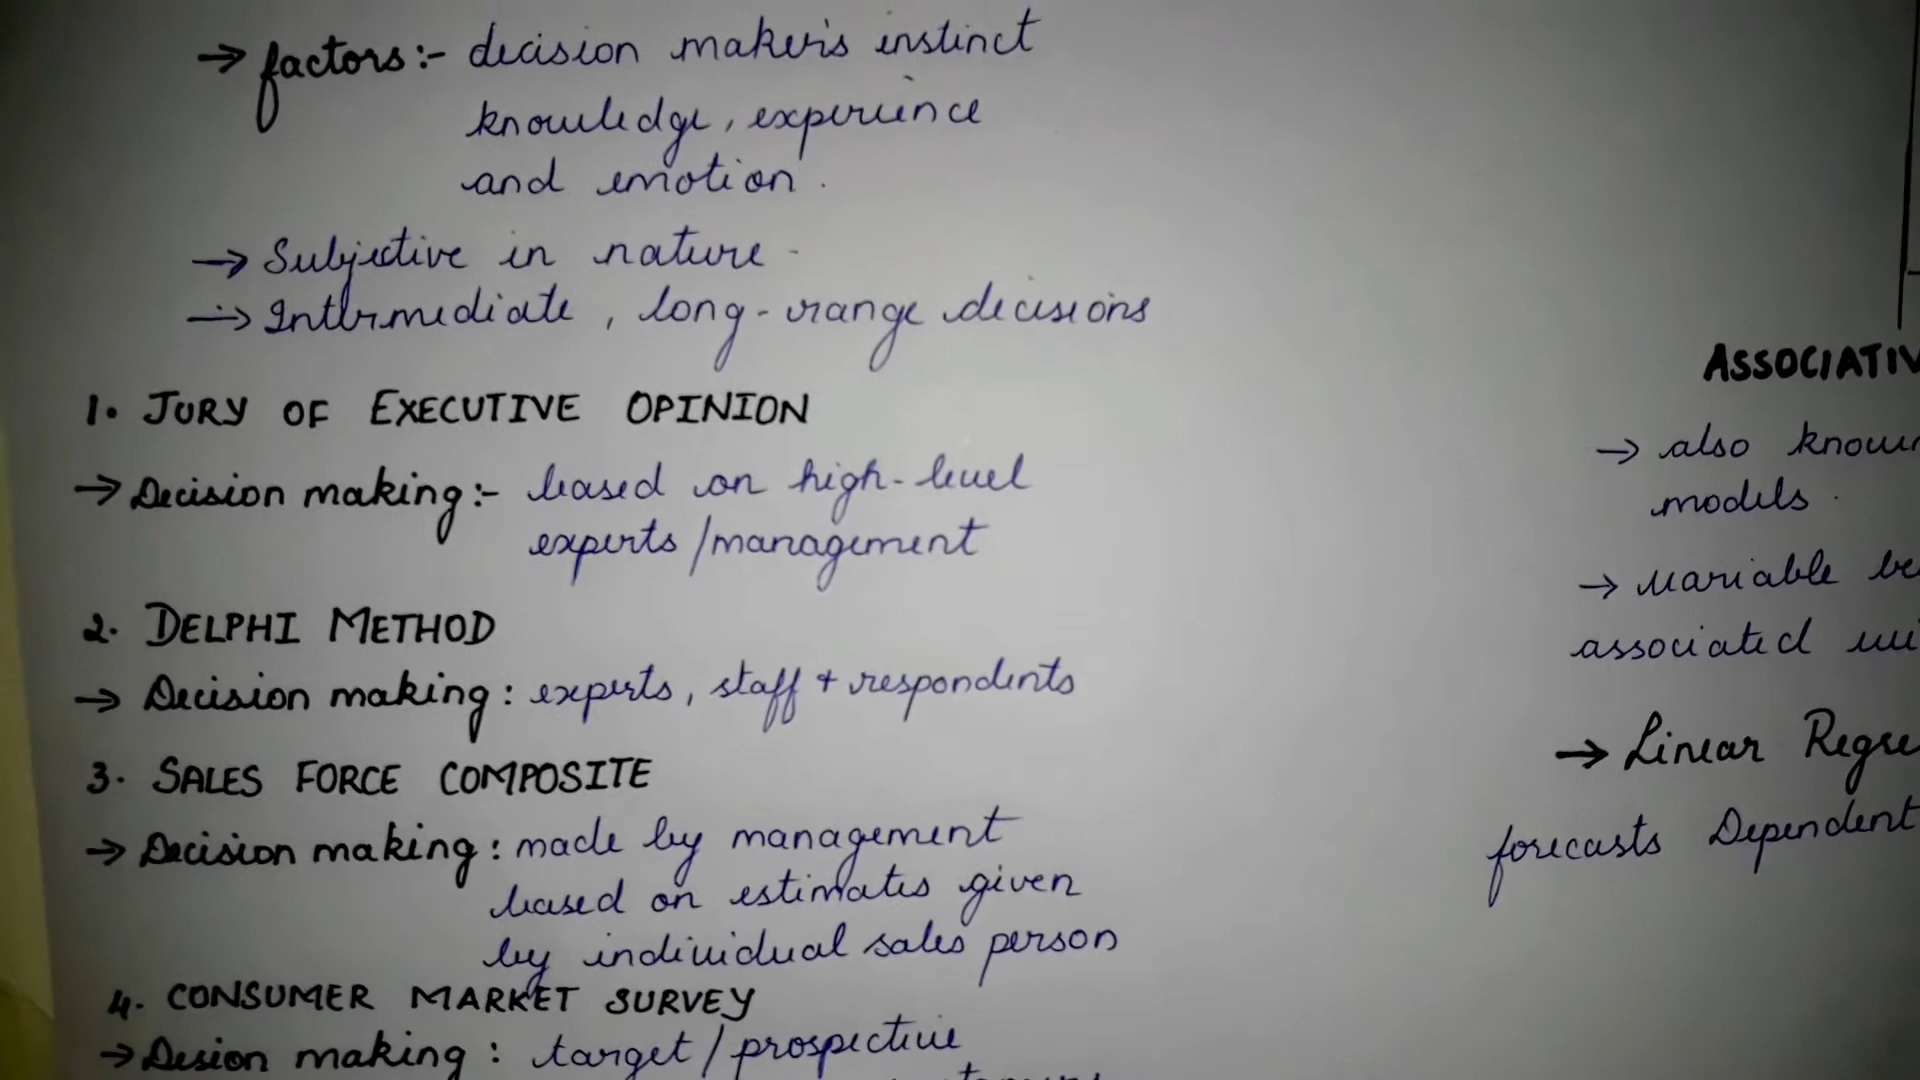 → factors:- decision maker's instinct
knowledge, experience
and emotion.
→ Subjective in nature -
→ Intermediate, long-range decisions
1. JURY OF EXECUTIVE OPINION
→ Decision making:- based on high-level
experts/management
2. DELPHI METHOD
→ Decision making: experts, staff + respondents
3. SALES FORCE COMPOSITE
→ Decision making: made by management
based on estimates given
by individual sales person
4. CONSUMER MARKET SURVEY
→ Desion making: target/prospective
ASSOCIATIV
→ also known
models.
→ variable be
associated wi
→ Linear Regre
forecasts Dependent